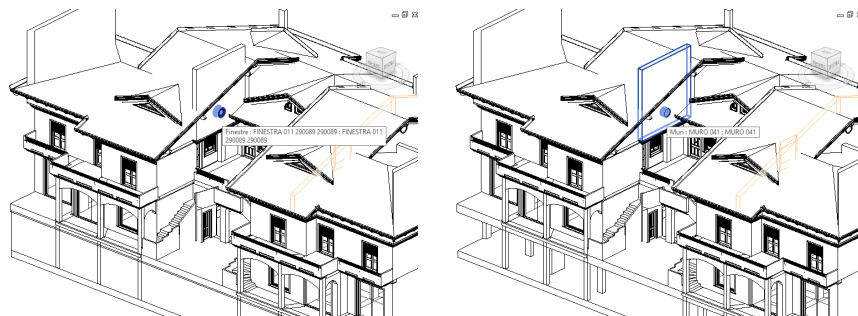 Finestre : FINESTRA 011 290089 290089 : FINESTRA 011
290089 290089
Muri : MURO 041 : MURO 041